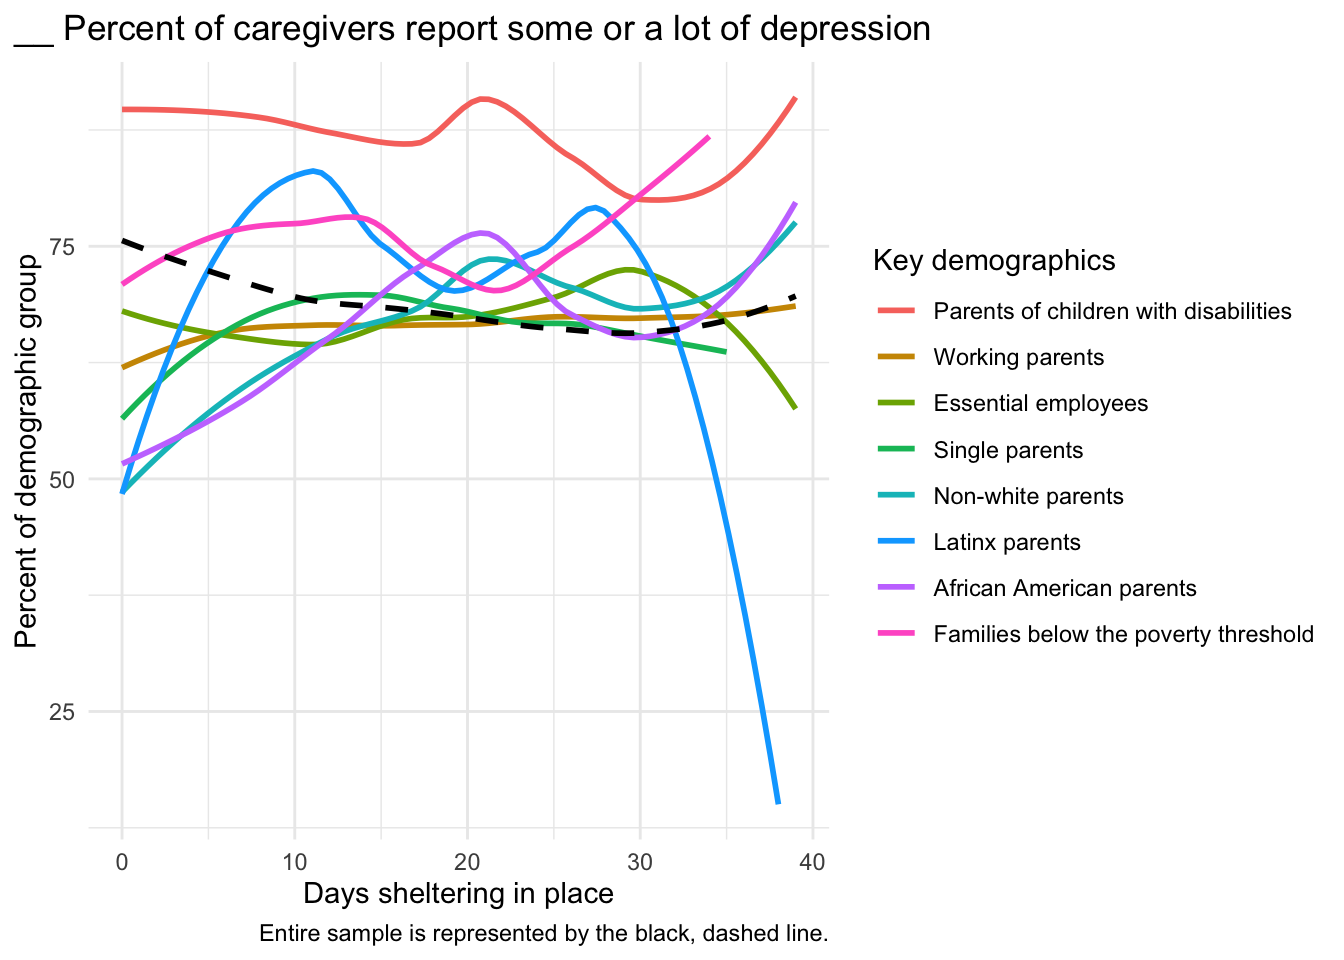 __ Percent of caregivers report some or a lot of depression
Percent of demographic group
75
50
25
0 10 20 30 40
Days sheltering in place
Entire sample is represented by the black, dashed line.
Key demographics
Parents of children with disabilities
Working parents
Essential employees
Single parents
Non-white parents
Latinx parents
African American parents
Families below the poverty threshold